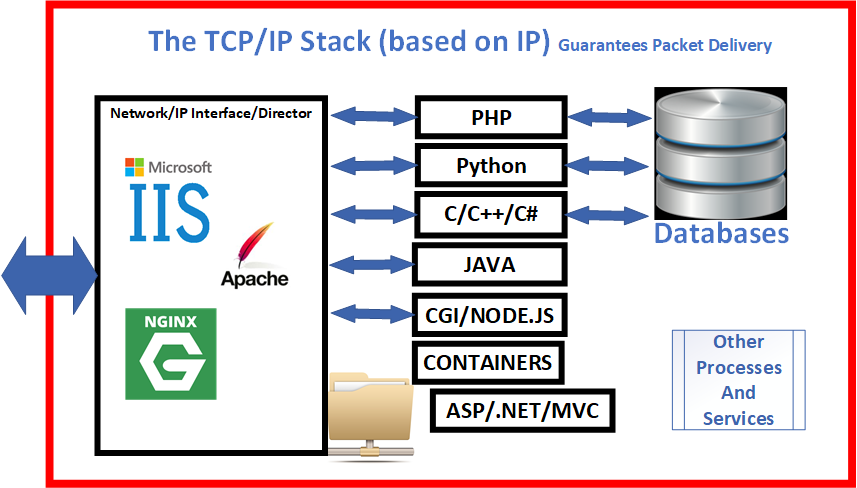 The TCP/IP Stack (based on IP) Guarantees Packet Delivery
Network/IP Interface/Director
Microsoft
IIS
Apache
NGINX
G
PHP
Python
C/C++/C#
JAVA
CGI/NODE.JS
CONTAINERS
ASP/.NET/MVC
Databases
Other
Processes
And
Services